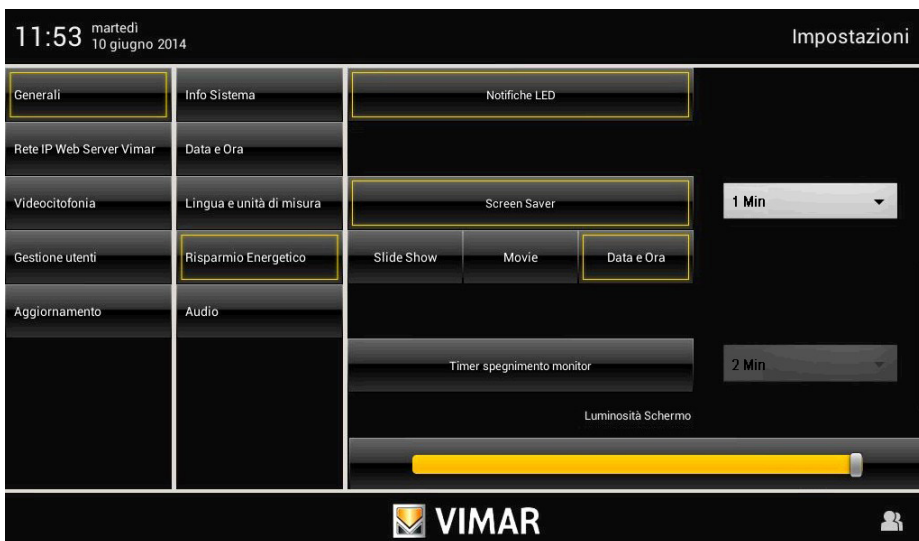 11:53 martedì
10 giugno 2014
Impostazioni
Generali
Info Sistema
Notifiche LED
Rete IP Web Server Vimar
Data e Ora
Videocitofonia
Lingua e unità di misura
Screen Saver
1 Min
Gestione utenti
Risparmio Energetico
Slide Show
Movie
Data e Ora
Aggiornamento
Audio
Timer spegnimento monitor
2 Min
Luminosità Schermo
VIMAR